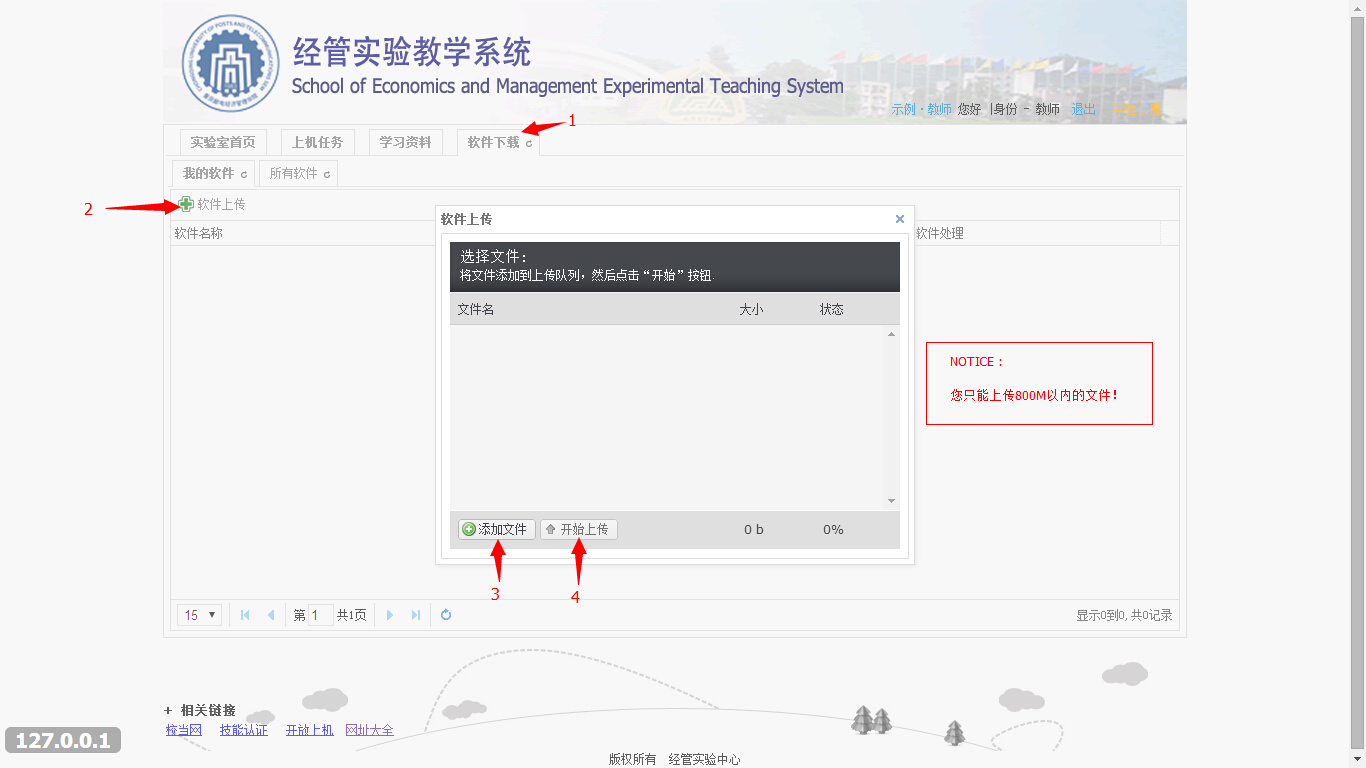 经管实验教学系统
School of Economics and Management Experimental Teaching System
示例·教师 您好 |身份 - 教师 退出
1
实验室首页 上机任务 学习资料 软件下载
我的软件 所有软件
2
软件上传
软件名称 软件处理
软件上传
选择文件:
将文件添加到上传队列，然后点击“开始”按钮.
文件名 大小 状态
NOTICE：
您只能上传800M以内的文件！
添加文件 开始上传 0 b 0%
3 4
15 第 1 共1页 显示0到0, 共0记录
+ 相关链接
技能认证 开放上机 网址大全
127.0.0.1
版权所有 经管实验中心